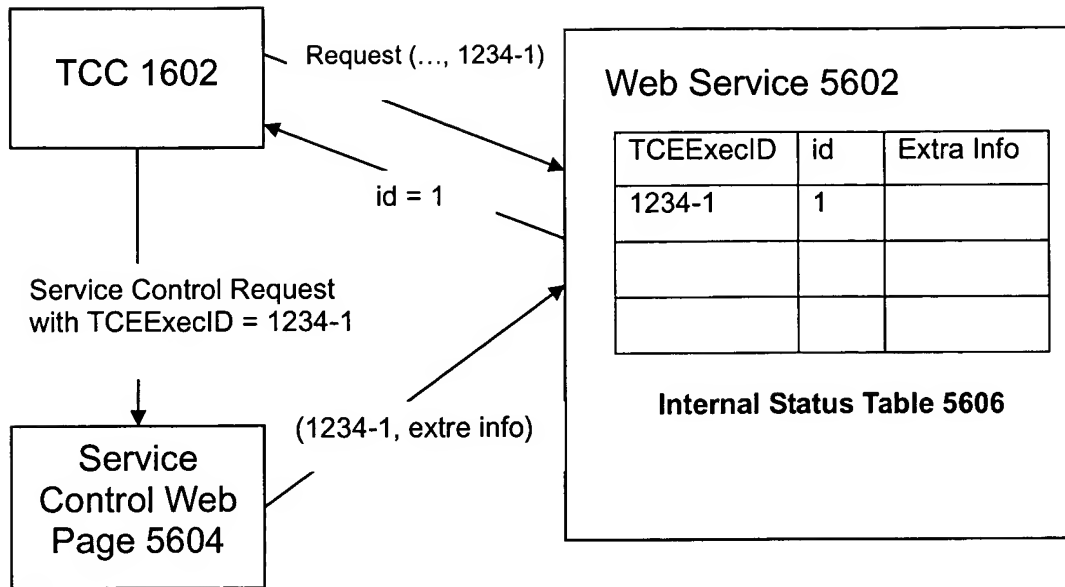 TCC 1602
Request (..., 1234-1)
id = 1
Service Control Request
with TCEExecID = 1234-1
Service
Control Web
Page 5604
(1234-1, extre info)
Web Service 5602
TCEExecID id Extra Info
1234-1 1
Internal Status Table 5606